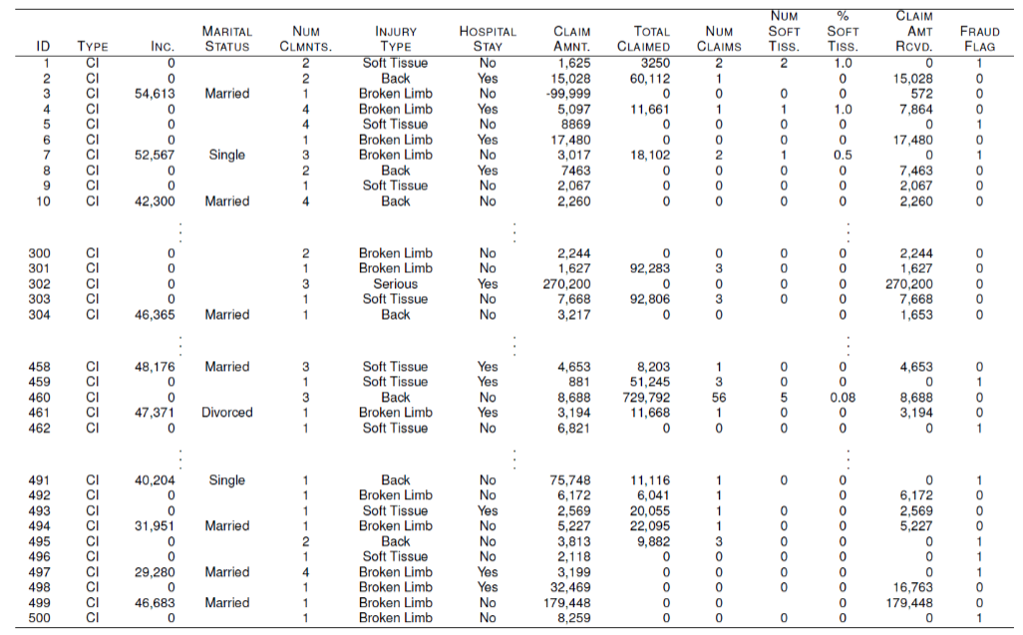 NUM % CLAIM
MARITAL NUM INJURY HOSPITAL CLAIM TOTAL NUM SOFT SOFT AMT FRAUD
ID TYPE INC. STATUS CLMNTS. TYPE STAY AMNT. CLAIMED CLAIMS TISS. TISS. RCVD. FLAG
1 CI 0 2 Soft Tissue No 1,625 3250 2 2 1.0 0 1
2 CI 0 2 Back Yes 15,028 60,112 1 0 15,028 0
3 CI 54,613 Married 1 Broken Limb No -99,999 0 0 0 0 572 0
4 CI 0 4 Broken Limb Yes 5,097 11,661 1 1 1.0 7,864 0
5 CI 0 4 Soft Tissue No 8869 0 0 0 0 0 1
6 CI 0 1 Broken Limb Yes 17,480 0 0 0 0 17,480 0
7 CI 52,567 Single 3 Broken Limb No 3,017 18,102 2 1 0.5 0 1
8 CI 0 2 Back Yes 7463 0 0 0 0 7,463 0
9 CI 0 1 Soft Tissue No 2,067 0 0 0 0 2,067 0
10 CI 42,300 Married 4 Back No 2,260 0 0 0 0 2,260 0
300 CI 0 2 Broken Limb No 2,244 0 0 0 0 2,244 0
301 CI 0 1 Broken Limb No 1,627 92,283 3 0 0 1,627 0
302 CI 0 3 Serious Yes 270,200 0 0 0 0 270,200 0
303 CI 0 1 Soft Tissue No 7,668 92,806 3 0 0 7,668 0
304 CI 46,365 Married 1 Back No 3,217 0 0 0 1,653 0
458 CI 48,176 Married 3 Soft Tissue Yes 4,653 8,203 1 0 0 4,653 0
459 CI 0 1 Soft Tissue Yes 881 51,245 3 0 0 0 1
460 CI 0 3 Back No 8,688 729,792 56 5 0.08 8,688 0
461 CI 47,371 Divorced 1 Broken Limb Yes 3,194 11,668 1 0 0 3,194 0
462 CI 0 1 Soft Tissue No 6,821 0 0 0 0 0 1
491 CI 40,204 Single 1 Back No 75,748 11,116 1 0 0 0 1
492 CI 0 1 Broken Limb No 6,172 6,041 1 0 6,172 0
493 CI 0 1 Soft Tissue Yes 2,569 20,055 1 0 0 2,569 0
494 CI 31,951 Married 1 Broken Limb No 5,227 22,095 1 0 0 5,227 0
495 CI 0 2 Back No 3,813 9,882 3 0 0 0 1
496 CI 0 1 Soft Tissue No 2,118 0 0 0 0 0 1
497 CI 29,280 Married 4 Broken Limb Yes 3,199 0 0 0 0 0 1
498 CI 0 1 Broken Limb Yes 32,469 0 0 0 0 16,763 0
499 CI 46,683 Married 1 Broken Limb No 179,448 0 0 0 179,448 0
500 CI 0 1 Broken Limb No 8,259 0 0 0 0 0 1